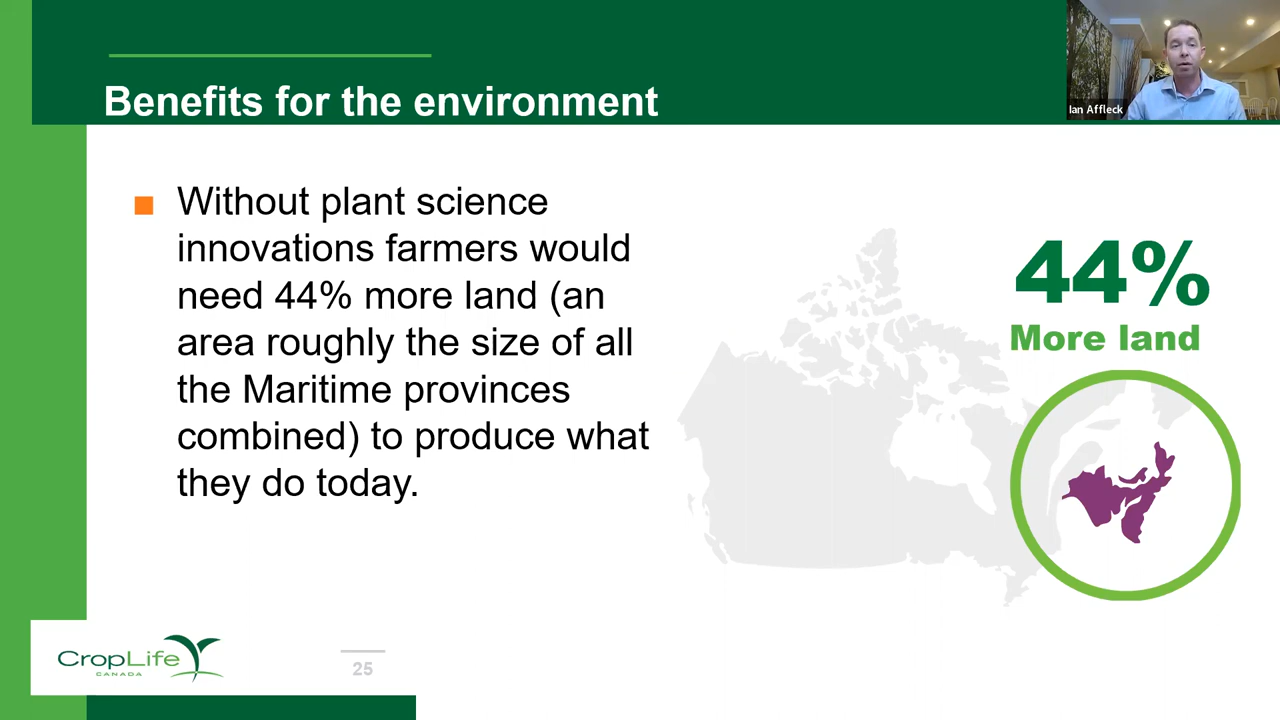 Benefits for the environment
Ian Affleck
■ Without plant science
innovations farmers would
need 44% more land (an
area roughly the size of all
the Maritime provinces
combined) to produce what
they do today.
44%
More land
CropLife
CANADA
25